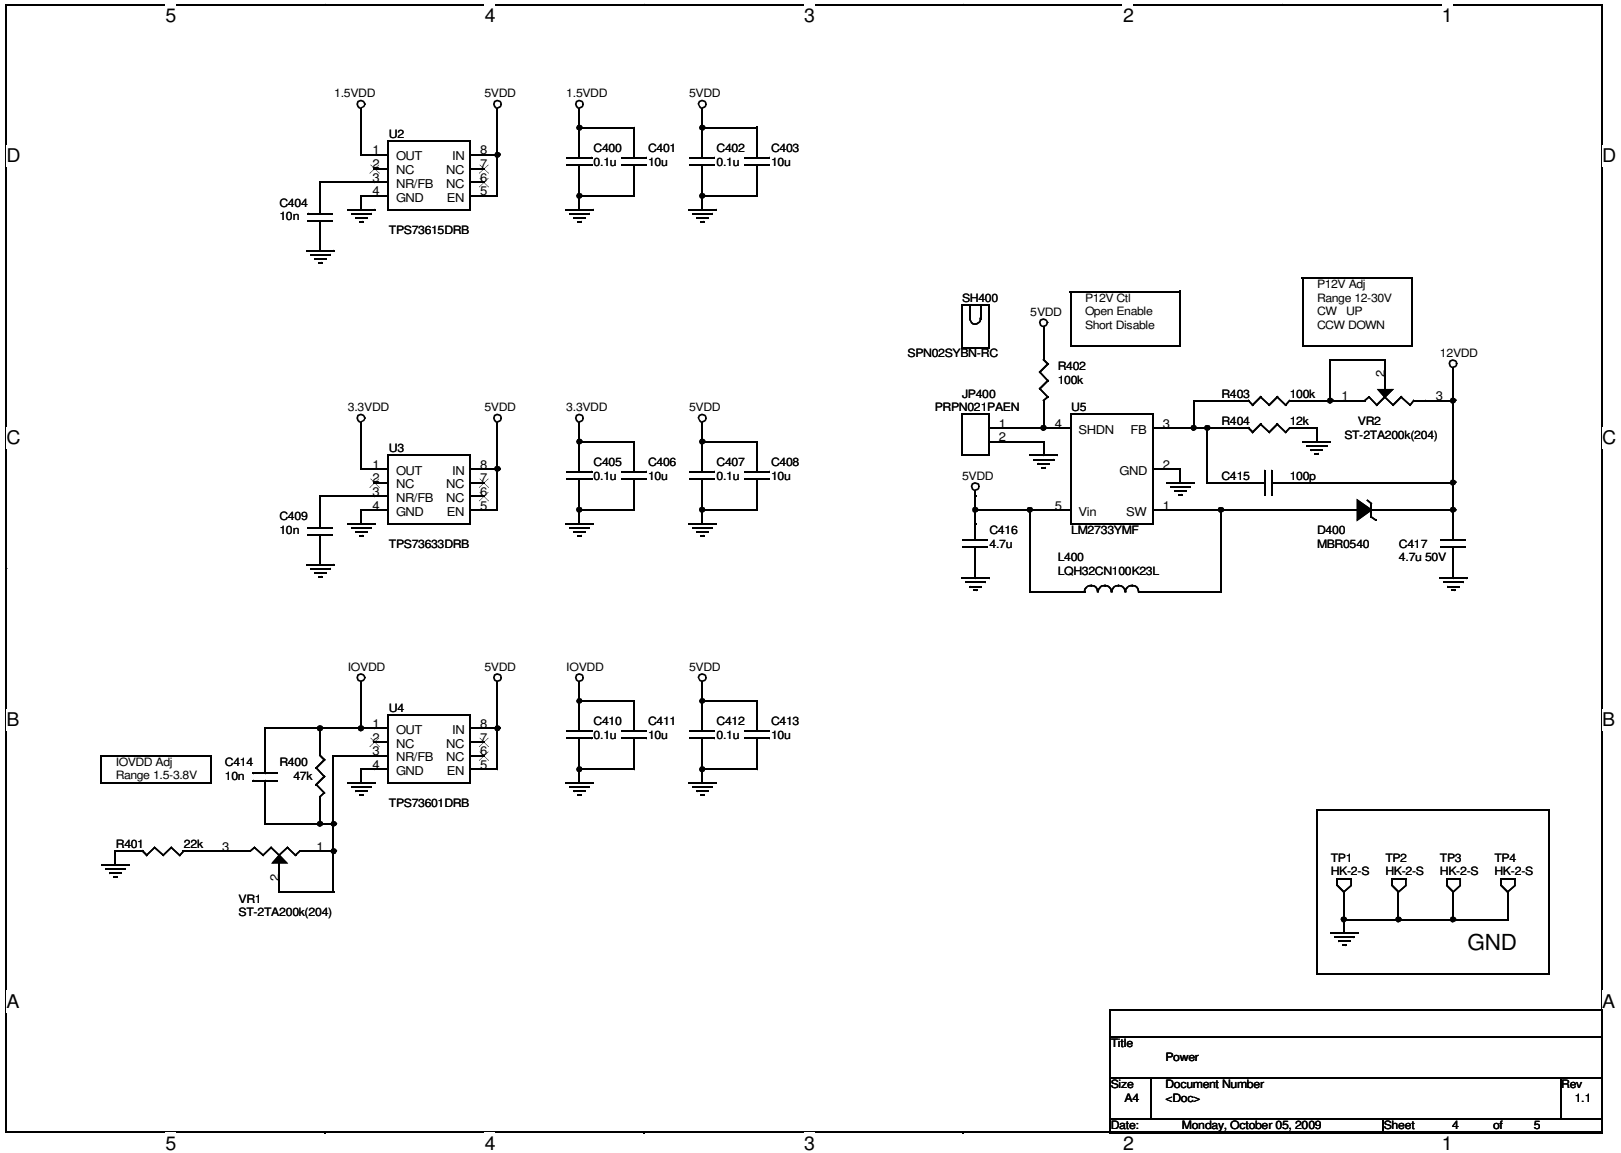 5 4 3 2 1
D D
C C
B B
A A
1.5VDD 5VDD 1.5VDD 5VDD
U2
1 OUT IN 8
2 NC NC 7
3 NR/FB NC 6
4 GND EN 5
TPS73615DRB
C404
10n
C400 C401 C402 C403
0.1u 10u 0.1u 10u
3.3VDD 5VDD 3.3VDD 5VDD
U3
1 OUT IN 8
2 NC NC 7
3 NR/FB NC 6
4 GND EN 5
TPS73633DRB
C409
10n
C405 C406 C407 C408
0.1u 10u 0.1u 10u
IOVDD 5VDD IOVDD 5VDD
U4
1 OUT IN 8
2 NC NC 7
3 NR/FB NC 6
4 GND EN 5
TPS73601DRB
C410 C411 C412 C413
0.1u 10u 0.1u 10u
IOVDD Adj
Range 1.5-3.8V
C414
10n
R400
47k
R401 22k 3 1
2
VR1
ST-2TA200k(204)
SH400
SPN02SYBN-RC
5VDD
P12V Ctl
Open Enable
Short Disable
P12V Adj
Range 12-30V
CW UP
CCW DOWN
12VDD
R402
100k
JP400
PRPN021PAEN
1
2
U5
4 SHDN FB 3
GND 2
5 Vin SW 1
LM2733YMF
R403 100k 1 2 3
R404 12k
VR2
ST-2TA200k(204)
C415 100p
5VDD
C416
4.7u
L400
LQH32CN100K23L
D400
MBR0540
C417
4.7u 50V
TP1 TP2 TP3 TP4
HK-2-S HK-2-S HK-2-S HK-2-S
GND
Title
Power
Size Document Number Rev
A4 <Doc> 1.1
Date: Monday, October 05, 2009 Sheet 4 of 5
5 4 3 2 1